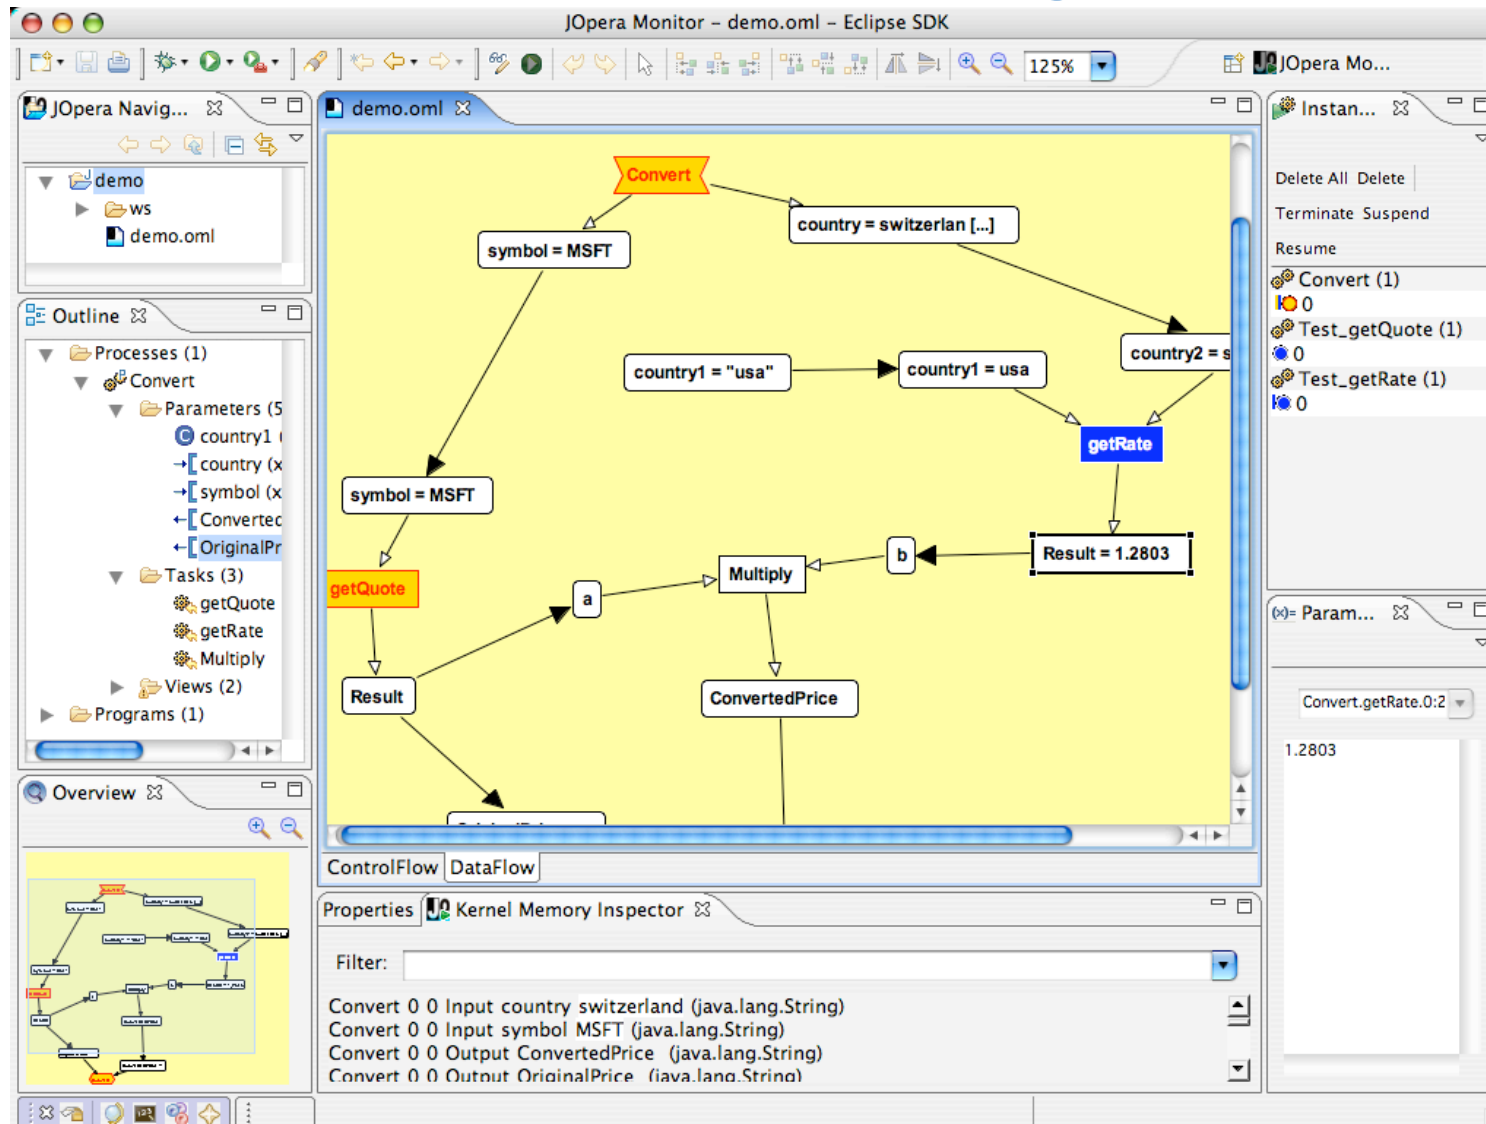 JOpera Monitor – demo.oml – Eclipse SDK
125%
JOpera Mo...
JOpera Navig...
demo
ws
demo.oml
Outline
Processes (1)
Convert
Parameters (5
country1
country (x
symbol (x
Converted
OriginalPr
Tasks (3)
getQuote
getRate
Multiply
Views (2)
Programs (1)
Overview
demo.oml
Convert
country = switzerlan [...]
symbol = MSFT
country2 = s
country1 = "usa"
country1 = usa
getRate
symbol = MSFT
Result = 1.2803
b
Multiply
getQuote
a
Result
ConvertedPrice
ControlFlow DataFlow
Properties Kernel Memory Inspector
Filter:
Convert 0 0 Input country switzerland (java.lang.String)
Convert 0 0 Input symbol MSFT (java.lang.String)
Convert 0 0 Output ConvertedPrice (java.lang.String)
Convert 0 0 Output OriginalPrice (java.lang.String)
Instan...
Delete All Delete
Terminate Suspend
Resume
Convert (1)
0
Test_getQuote (1)
0
Test_getRate (1)
0
(x)= Param...
Convert.getRate.0:2
1.2803